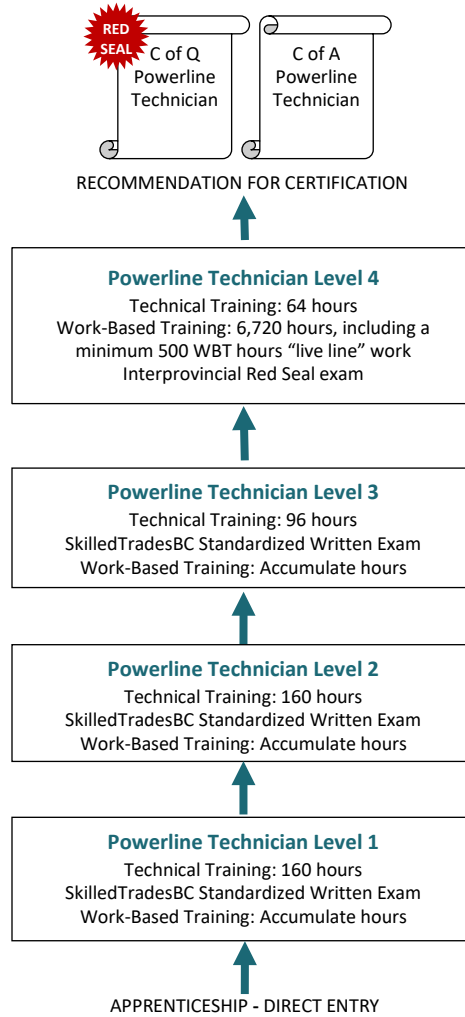 RED
SEAL
C of Q
Powerline
Technician
C of A
Powerline
Technician
RECOMMENDATION FOR CERTIFICATION
Powerline Technician Level 4
Technical Training: 64 hours
Work-Based Training: 6,720 hours, including a
minimum 500 WBT hours “live line” work
Interprovincial Red Seal exam
Powerline Technician Level 3
Technical Training: 96 hours
SkilledTradesBC Standardized Written Exam
Work-Based Training: Accumulate hours
Powerline Technician Level 2
Technical Training: 160 hours
SkilledTradesBC Standardized Written Exam
Work-Based Training: Accumulate hours
Powerline Technician Level 1
Technical Training: 160 hours
SkilledTradesBC Standardized Written Exam
Work-Based Training: Accumulate hours
APPRENTICESHIP - DIRECT ENTRY